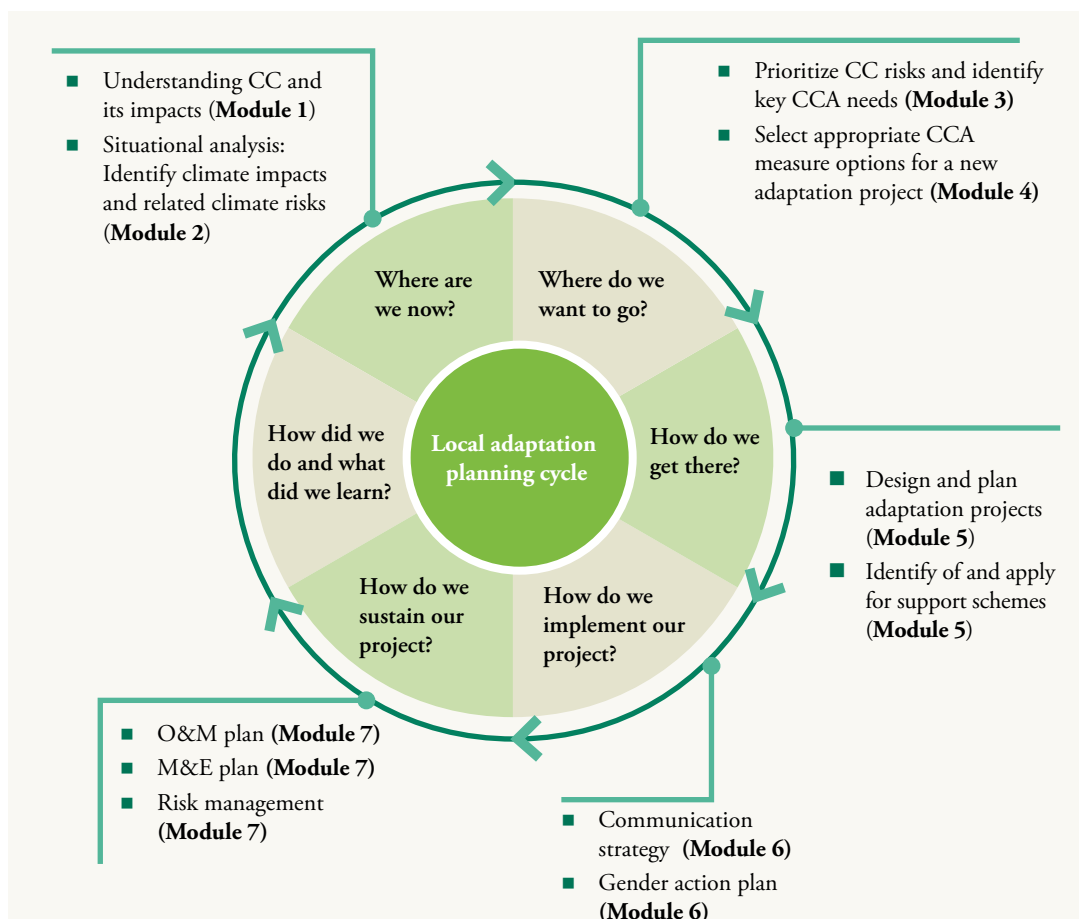 ■ Understanding CC and
its impacts (Module 1)
■ Situational analysis:
Identify climate impacts
and related climate risks
(Module 2)
■ Prioritize CC risks and identify
key CCA needs (Module 3)
■ Select appropriate CCA
measure options for a new
adaptation project (Module 4)
Where are
we now?
Where do we
want to go?
How do we
get there?
How do we
implement our
project?
How do we
sustain our
project?
How did we
do and what
did we learn?
Local adaptation
planning cycle
■ Design and plan
adaptation projects
(Module 5)
■ Identify of and apply
for support schemes
(Module 5)
■ Communication
strategy (Module 6)
■ Gender action plan
(Module 6)
■ O&M plan (Module 7)
■ M&E plan (Module 7)
■ Risk management
(Module 7)